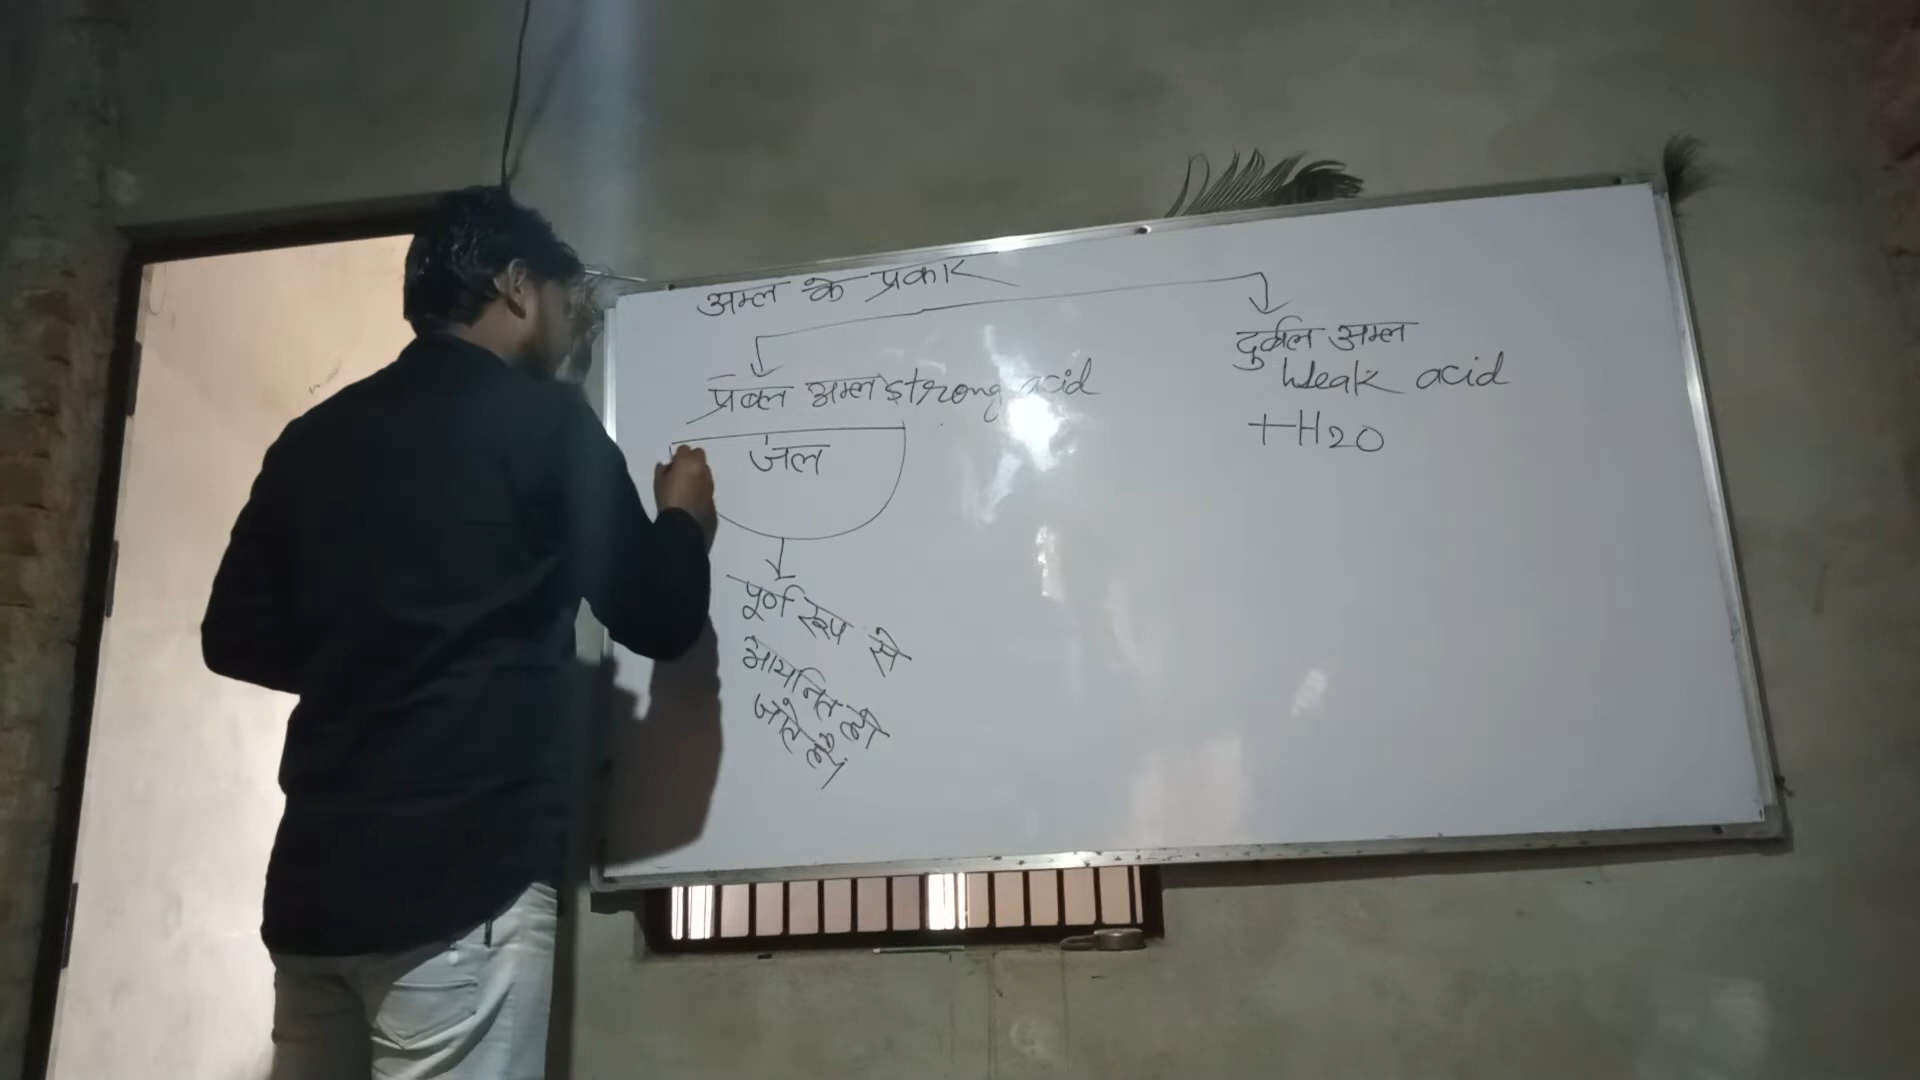 अम्ल के प्रकार
प्रबल अम्ल strong acid
जल
पूर्ण रूप से
आयनित हो
जाते हैं।
दुर्बल अम्ल
Weak acid
+H2O